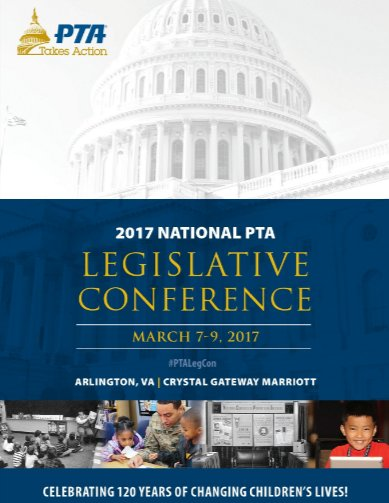 PTA®
Takes Action
2017 NATIONAL PTA
LEGISLATIVE
CONFERENCE
MARCH 7-9, 2017
#PTALegCon
ARLINGTON, VA | CRYSTAL GATEWAY MARRIOTT
CELEBRATING 120 YEARS OF CHANGING CHILDREN'S LIVES!